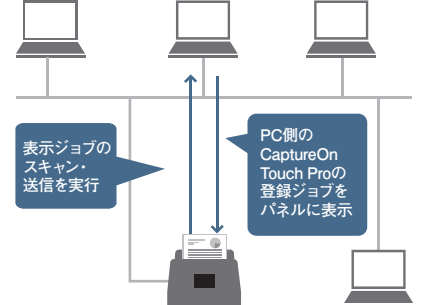 表示ジョブの
スキャン・
送信を実行
PC側の
CaptureOn
Touch Proの
登録ジョブを
パネルに表示